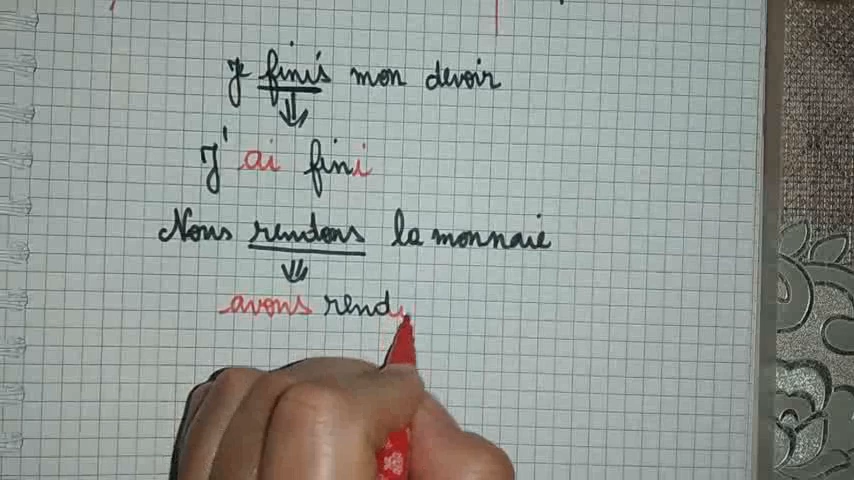 je finis mon devoir
J'ai fini
Nous rendons la monnaie
avons rendu